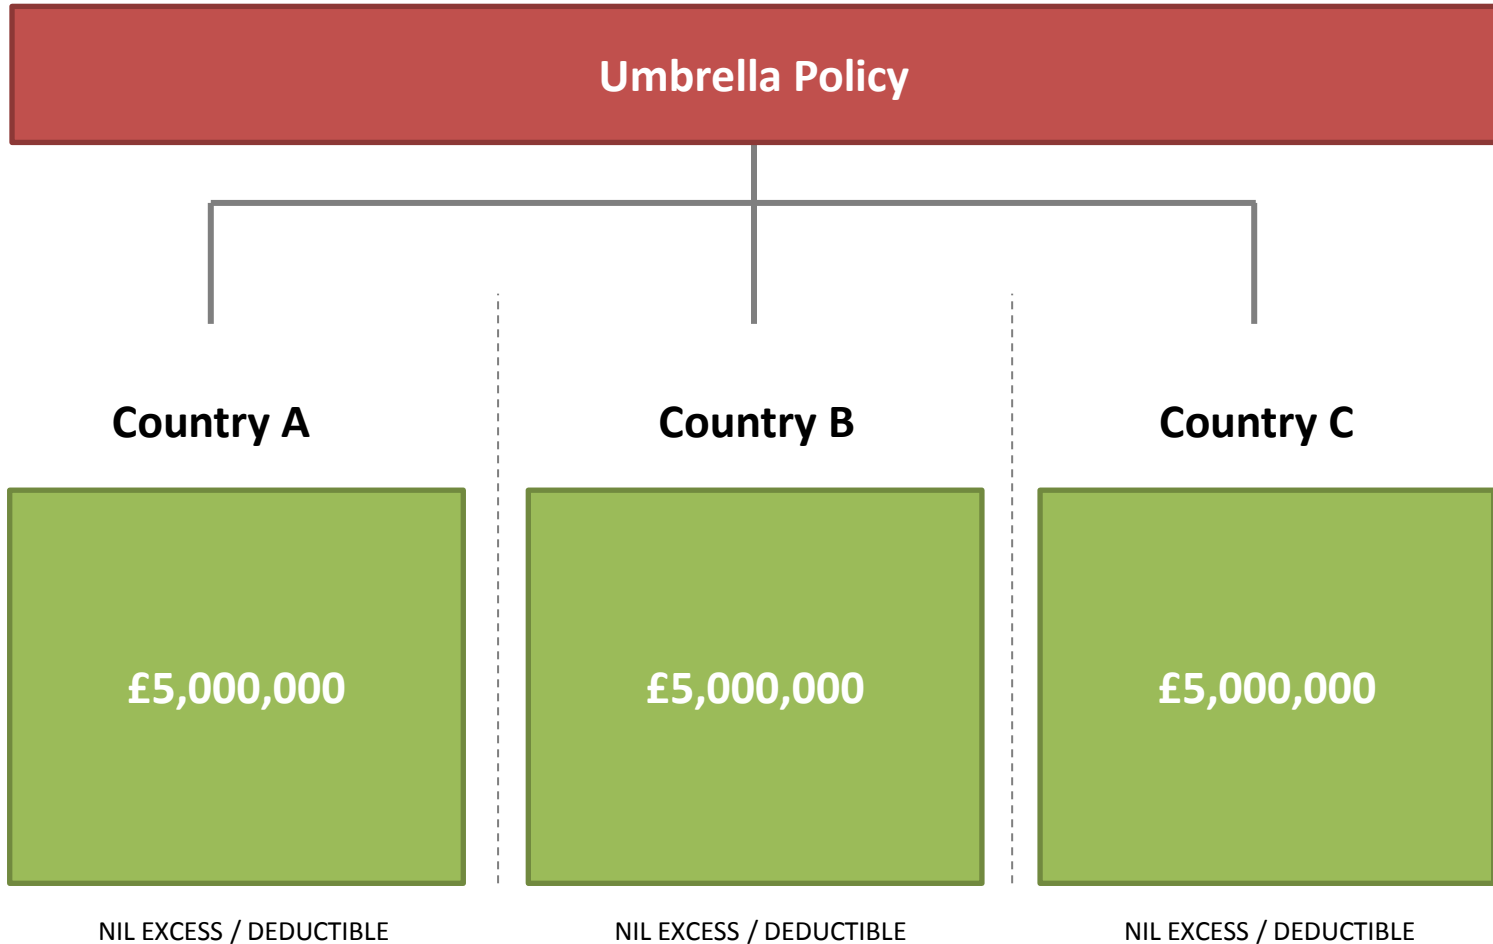 Umbrella Policy
Country A
Country B
Country C
£5,000,000
£5,000,000
£5,000,000
NIL EXCESS / DEDUCTIBLE
NIL EXCESS / DEDUCTIBLE
NIL EXCESS / DEDUCTIBLE